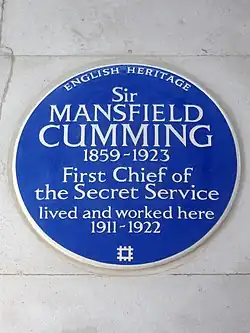 ENGLISH HERITAGE
Sir
MANSFIELD
CUMMING
1859-1923
First Chief of
the Secret Service
lived and worked here
1911-1922